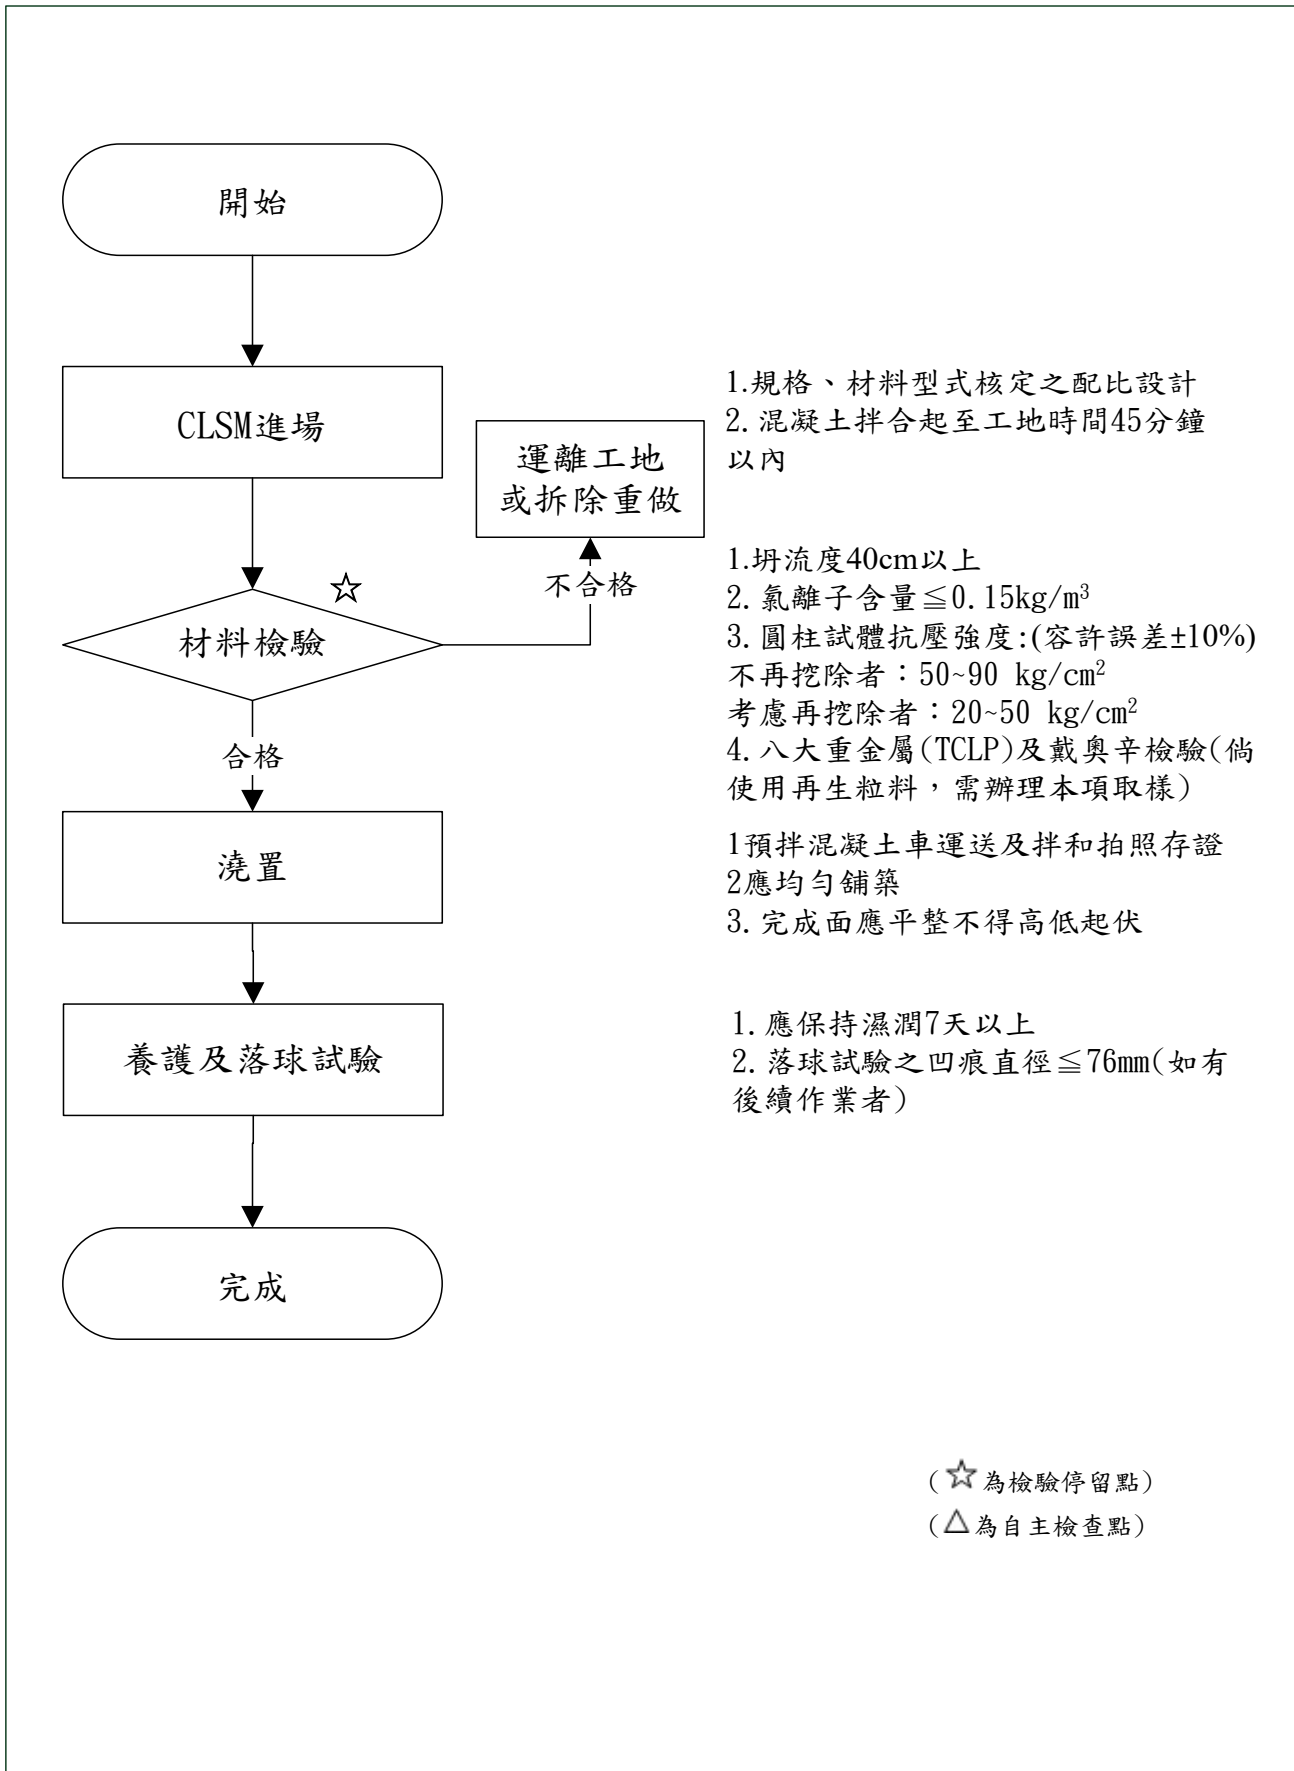 開始
CLSM進場
1.規格、材料型式核定之配比設計
2.混凝土拌合起至工地時間45分鐘
以內
運離工地
或拆除重做
不合格
☆
材料檢驗
1.坍流度40cm以上
2.氯離子含量≦0.15kg/m³
3.圓柱試體抗壓強度:(容許誤差±10%)
不再挖除者：50~90 kg/cm²
考慮再挖除者：20~50 kg/cm²
4.八大重金屬(TCLP)及戴奧辛檢驗(倘
使用再生粒料，需辦理本項取樣)
合格
澆置
1預拌混凝土車運送及拌和拍照存證
2應均勻舖築
3.完成面應平整不得高低起伏
養護及落球試驗
1.應保持濕潤7天以上
2.落球試驗之凹痕直徑≦76mm(如有
後續作業者)
完成
(☆為檢驗停留點)
(△為自主檢查點)